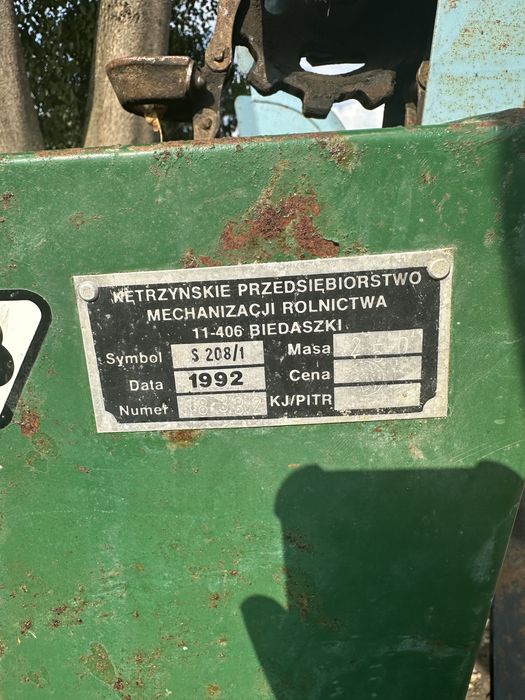 KĘTRZYŃSKIE PRZEDSIĘBIORSTWO
MECHANIZACJI ROLNICTWA
11-406 BIEDASZKI
Symbol S 208/1 Masa
Data 1992 Cena
Numer KJ/PITR